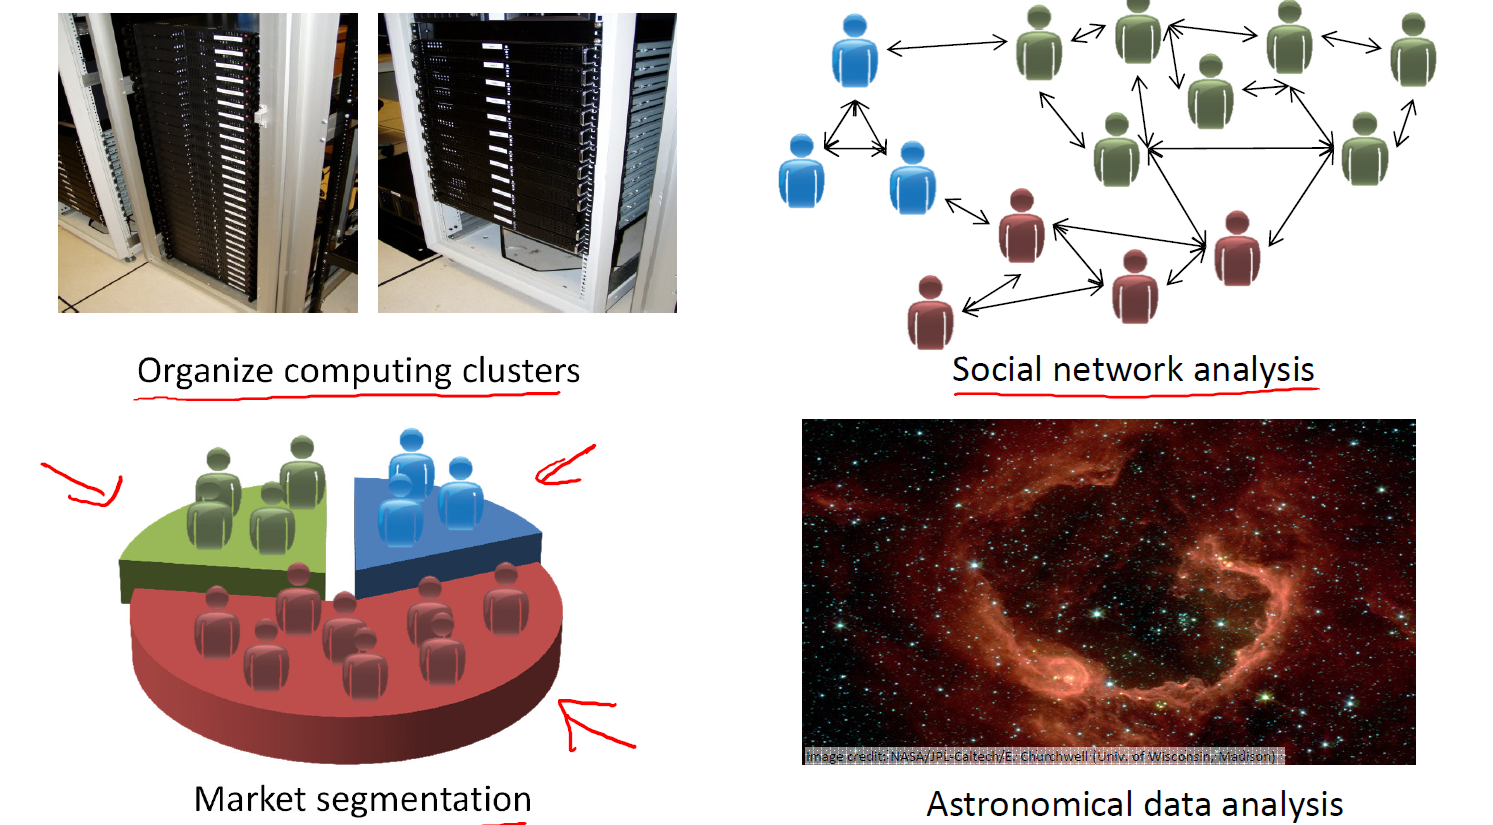 Organize computing clusters
Social network analysis
Image credit: NASA/JPL-Caltech/E. Churchwell (Univ. of Wisconsin, Madison)
Market segmentation
Astronomical data analysis